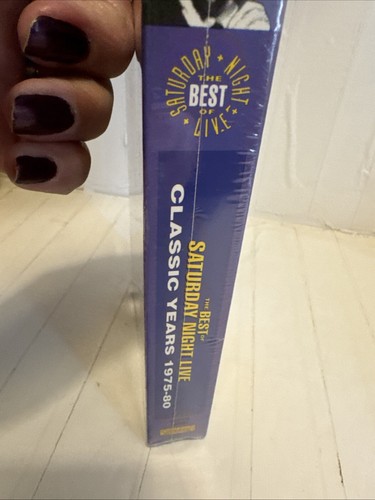 SATURDAY NIGHT LIVE
THE
BEST
OF
THE BEST OF
SATURDAY NIGHT LIVE
CLASSIC YEARS 1975-80